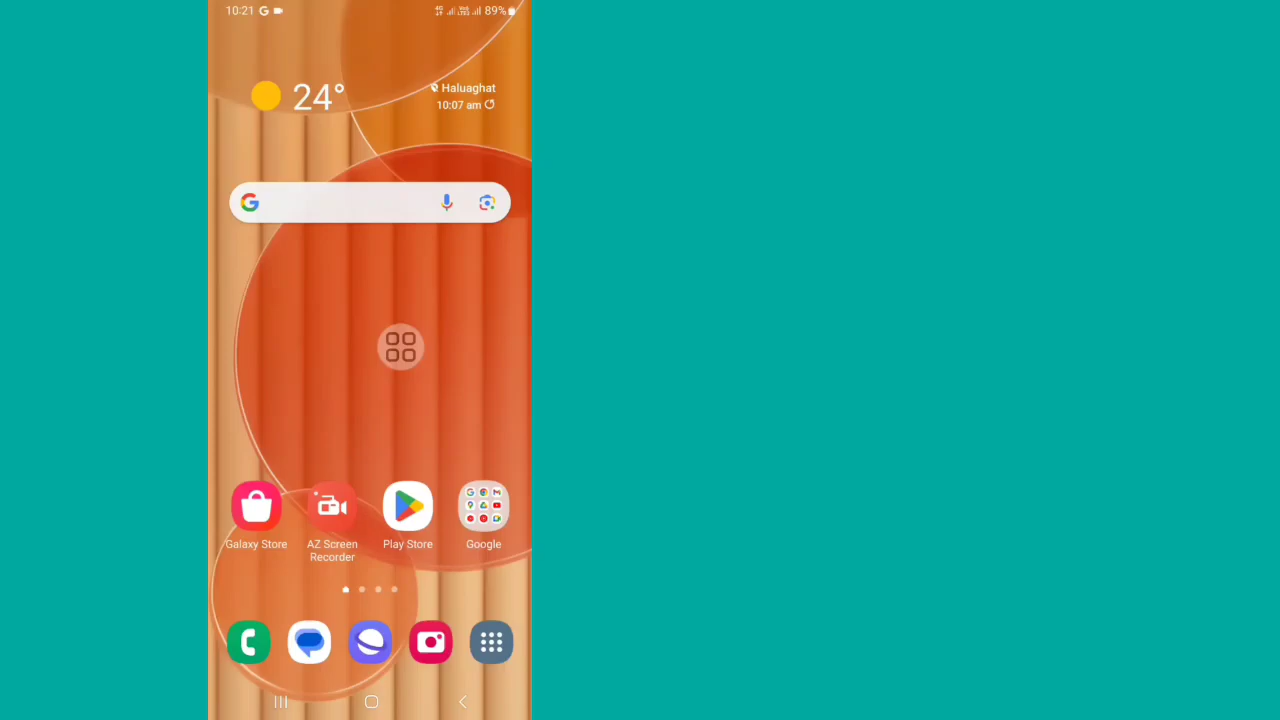 10:21
89%
24°
Haluaghat
10:07 am
Galaxy Store
AZ Screen
Recorder
Play Store
Google